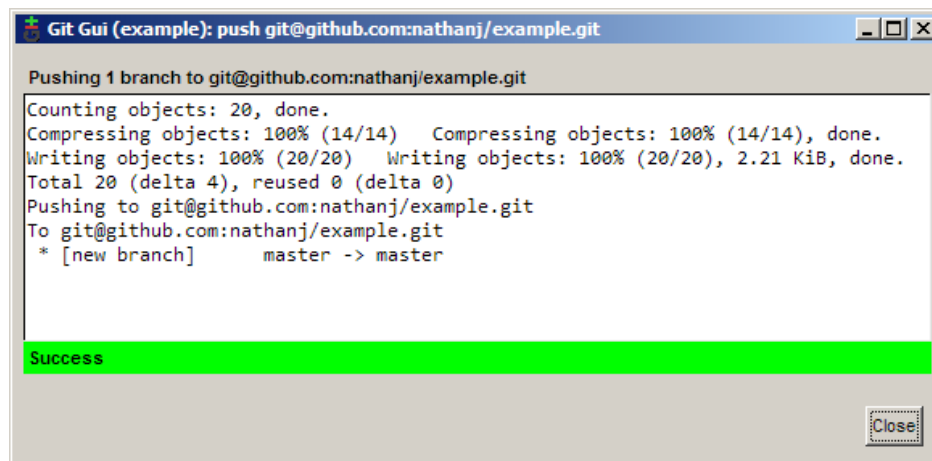 Git Gui (example): push git@github.com:nathanj/example.git
Pushing 1 branch to git@github.com:nathanj/example.git
Counting objects: 20, done.
Compressing objects: 100% (14/14)   Compressing objects: 100% (14/14), done.
Writing objects: 100% (20/20)   Writing objects: 100% (20/20), 2.21 KiB, done.
Total 20 (delta 4), reused 0 (delta 0)
Pushing to git@github.com:nathanj/example.git
To git@github.com:nathanj/example.git
 * [new branch]      master -> master
Success
Close